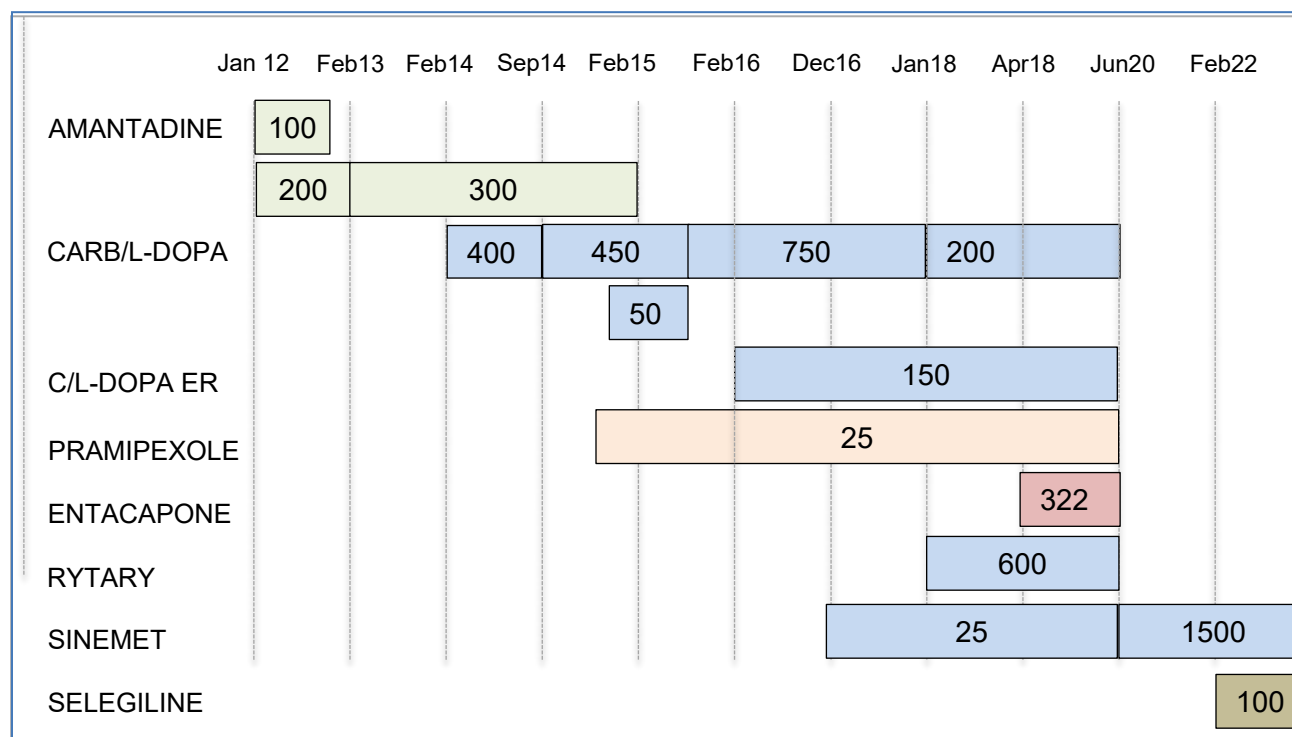 Jan 12 Feb13 Feb14 Sep14 Feb15 Feb16 Dec16 Jan18 Apr18 Jun20 Feb22
AMANTADINE 100
200 300
CARB/L-DOPA 400 450 750 200
50
C/L-DOPA ER 150
PRAMIPEXOLE 25
ENTACAPONE 322
RYTARY 600
SINEMET 25 1500
SELEGILINE 100